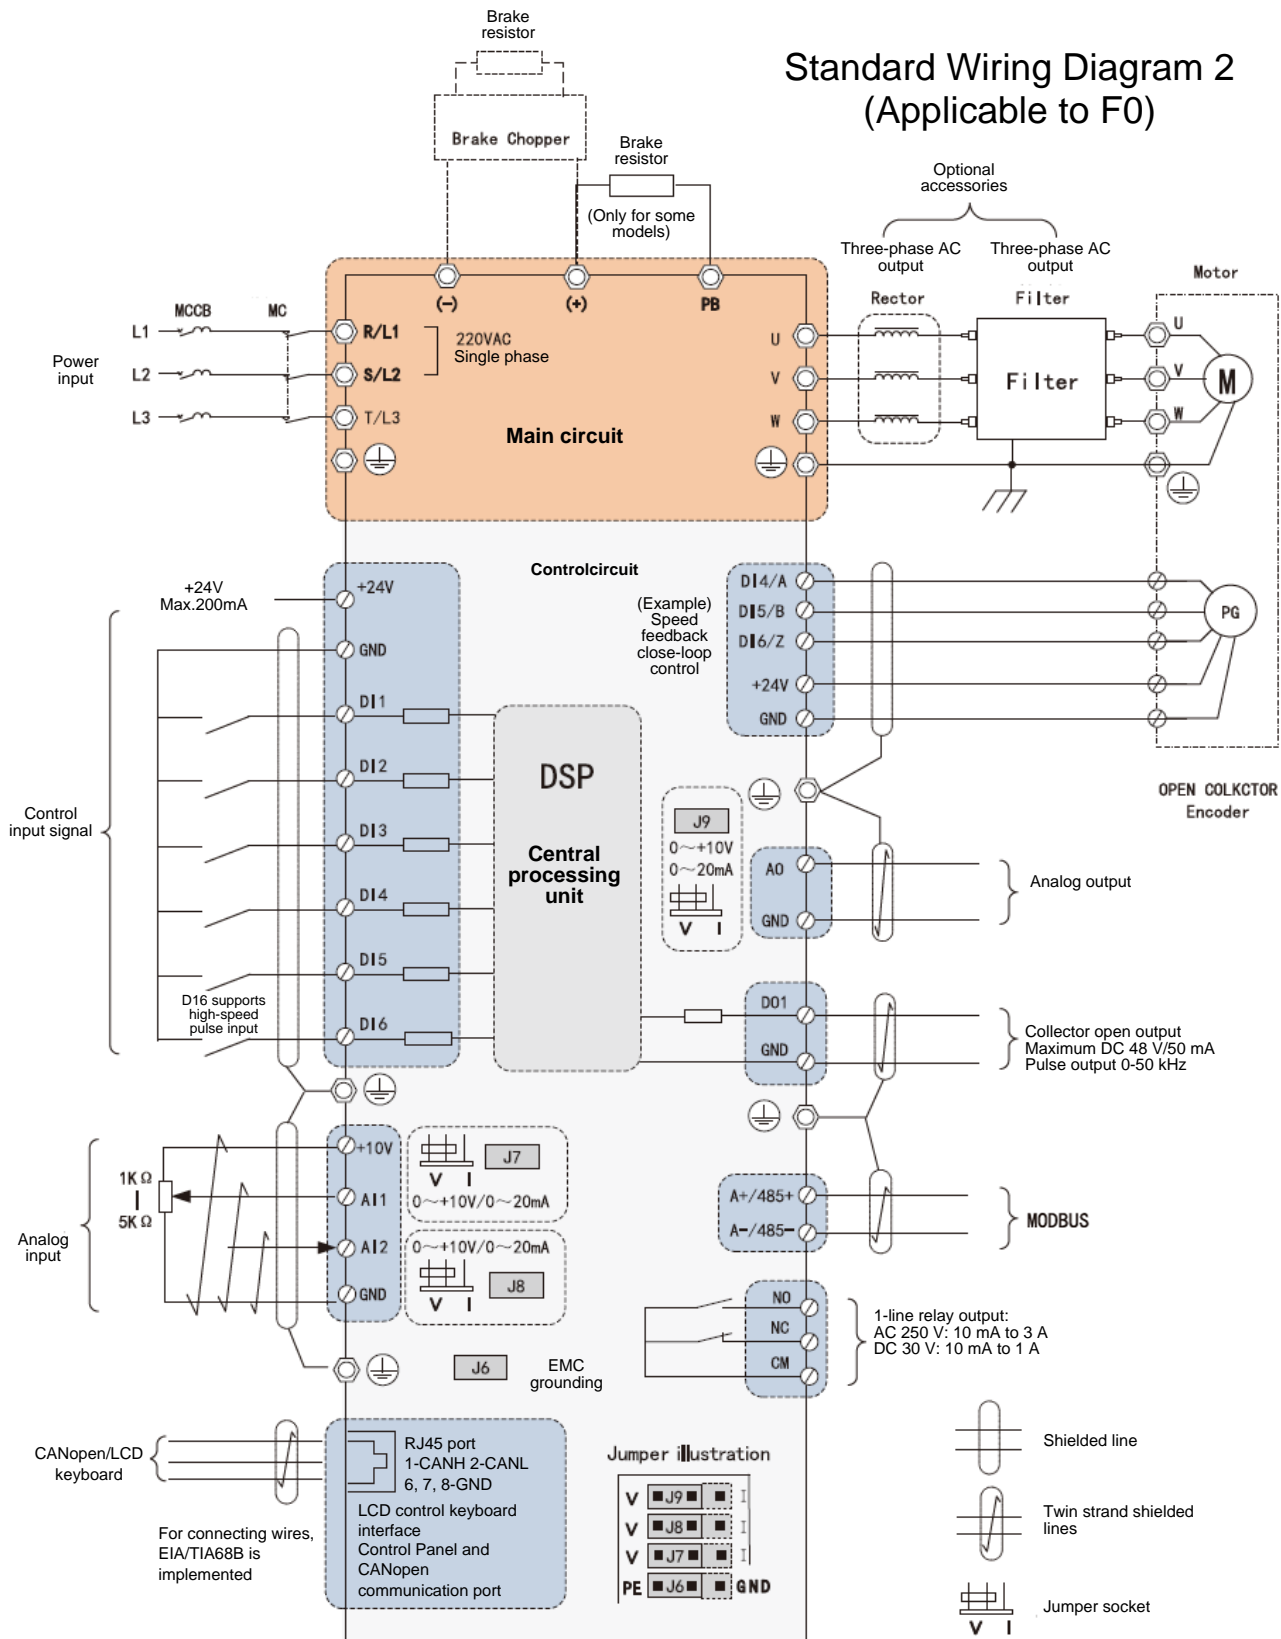 Brake
resistor
Standard Wiring Diagram 2
(Applicable to F0)
Brake Chopper
Brake
resistor
(Only for some
models)
Optional
accessories
Three-phase AC
output
Three-phase AC
output
Rector
Filter
Motor
(-)
(+)
PB
MCCB
MC
Power
input
L1
L2
L3
R/L1
S/L2
T/L3
220VAC
Single phase
Main circuit
U
V
W
Filter
U
V
W
M
Controlcircuit
+24V
Max.200mA
+24V
GND
DI1
DI2
DI3
DI4
DI5
DI6
Control
input signal
D16 supports
high-speed
pulse input
DSP
Central
processing
unit
(Example)
Speed
feedback
close-loop
control
DI4/A
DI5/B
DI6/Z
+24V
GND
PG
OPEN COLKCTOR
Encoder
J9
0～+10V
0～20mA
V I
AO
GND
Analog output
DO1
GND
Collector open output
Maximum DC 48 V/50 mA
Pulse output 0-50 kHz
Analog
input
1KΩ
5KΩ
+10V
AI1
AI2
GND
J7
V I
0～+10V/0～20mA
0～+10V/0～20mA
J8
V I
A+/485+
A-/485-
MODBUS
NO
NC
CM
1-line relay output:
AC 250 V: 10 mA to 3 A
DC 30 V: 10 mA to 1 A
J6
EMC
grounding
CANopen/LCD
keyboard
For connecting wires,
EIA/TIA68B is
implemented
RJ45 port
1-CANH 2-CANL
6, 7, 8-GND
LCD control keyboard
interface
Control Panel and
CANopen
communication port
Jumper illustration
V J9 I
V J8 I
V J7 I
PE J6 GND
Shielded line
Twin strand shielded
lines
Jumper socket
V I